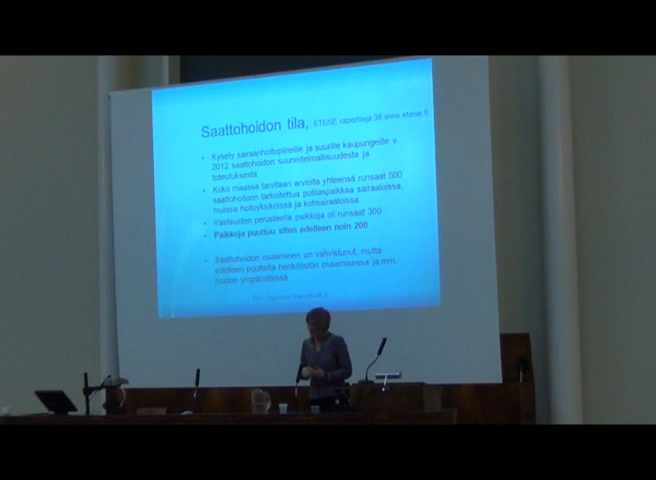 Saattohoidon tila, ETENE raportteja 36 www.etene.fi
Kysely sairaanhoitopiireille ja suurille kaupungeille v.
2012 saattohoidon suunnitelmallisuudesta ja
toteutuksesta
Koko maassa tarvitaan arviolta yhteensä runsaat 500
saattohoitoon tarkoitettua potilaspaikkaa sairaaloissa,
muissa hoitoyksiköissä ja kotisairaaloissa
Vastausten perusteella paikkoja oli runsaat 300
Paikkoja puuttuu siten edelleen noin 200
Saattohoidon osaaminen on vahvistunut, mutta
edelleen puutteita henkilöstön osaamisessa ja mm.
hoidon ympäristöissä